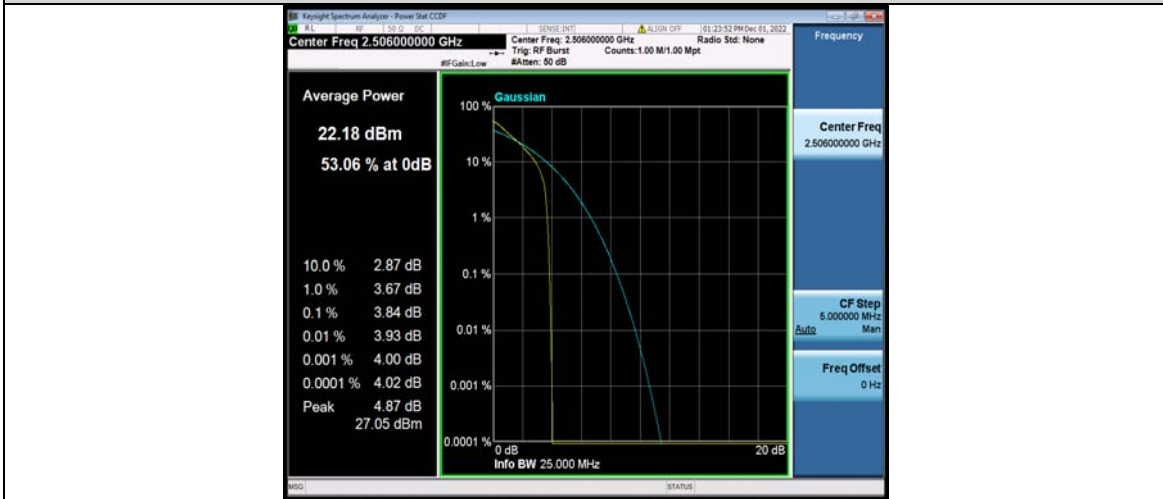 Keysight Spectrum Analyzer - Power Stat CCDF
RL RF 50 Ω DC SENSE:INT ALIGN OFF 01:23:52 PM Dec 01, 2022
Center Freq 2.506000000 GHz
Center Freq: 2.506000000 GHz Radio Std: None
Trig: RF Burst Counts:1.00 M/1.00 Mpt
#IFGain:Low #Atten: 50 dB
Frequency
Average Power
22.18 dBm
53.06 % at 0dB
10.0 % 2.87 dB
1.0 % 3.67 dB
0.1 % 3.84 dB
0.01 % 3.93 dB
0.001 % 4.00 dB
0.0001 % 4.02 dB
Peak 4.87 dB
27.05 dBm
Gaussian
100 %
10 %
1 %
0.1 %
0.01 %
0.001 %
0.0001 %
0 dB 20 dB
Info BW 25.000 MHz
Center Freq
2.506000000 GHz
CF Step
5.000000 MHz
Auto Man
Freq Offset
0 Hz
MSG STATUS